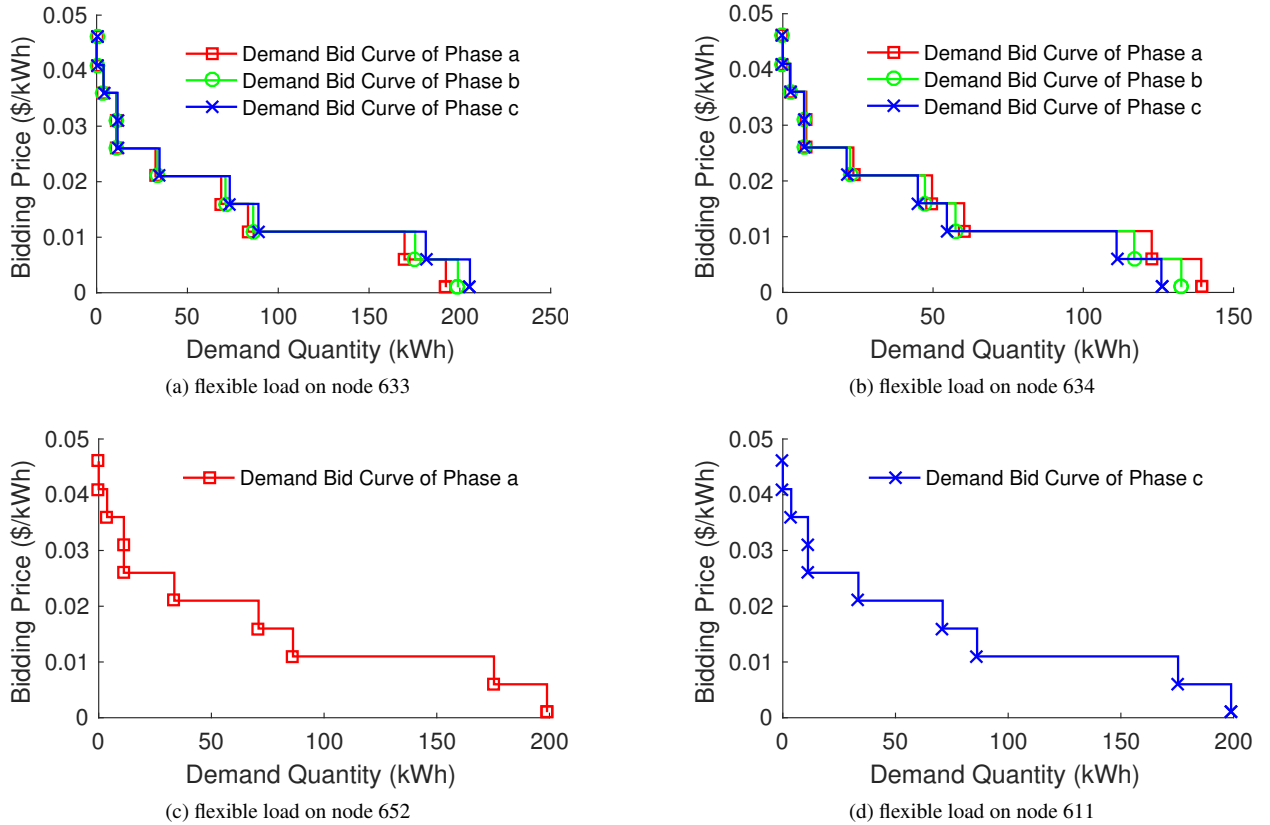 0.05
0.04
0.03
0.02
0.01
0
Bidding Price ($/kWh)
Demand Bid Curve of Phase a
Demand Bid Curve of Phase b
Demand Bid Curve of Phase c
0 50 100 150 200 250
Demand Quantity (kWh)
(a) flexible load on node 633
0.05
0.04
0.03
0.02
0.01
0
Bidding Price ($/kWh)
Demand Bid Curve of Phase a
Demand Bid Curve of Phase b
Demand Bid Curve of Phase c
0 50 100 150
Demand Quantity (kWh)
(b) flexible load on node 634
0.05
0.04
0.03
0.02
0.01
0
Bidding Price ($/kWh)
Demand Bid Curve of Phase a
0 50 100 150 200
Demand Quantity (kWh)
(c) flexible load on node 652
0.05
0.04
0.03
0.02
0.01
0
Bidding Price ($/kWh)
Demand Bid Curve of Phase c
0 50 100 150 200
Demand Quantity (kWh)
(d) flexible load on node 611